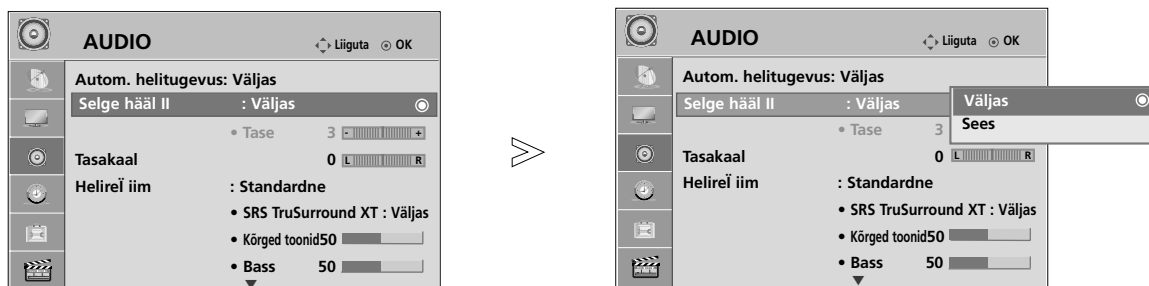 AUDIO Liiguta OK
Autom. helitugevus: Väljas
Selge hääl II : Väljas
• Tase 3 - +
Tasakaal 0 L R
HelireÏ iim : Standardne
• SRS TruSurround XT : Väljas
• Kõrged toonid50
• Bass 50
>
AUDIO Liiguta OK
Autom. helitugevus: Väljas
Selge hääl II : Väljas
• Tase 3
Väljas
Sees
Tasakaal 0 L R
HelireÏ iim : Standardne
• SRS TruSurround XT : Väljas
• Kõrged toonid50
• Bass 50